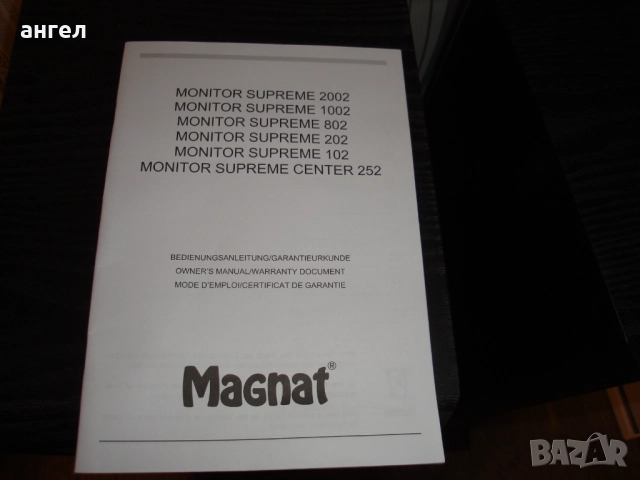 ангел
MONITOR SUPREME 2002
MONITOR SUPREME 1002
MONITOR SUPREME 802
MONITOR SUPREME 202
MONITOR SUPREME 102
MONITOR SUPREME CENTER 252
BEDIENUNGSANLEITUNG/GARANTIEURKUNDE
OWNER'S MANUAL/WARRANTY DOCUMENT
MODE D'EMPLOI/CERTIFICAT DE GARANTIE
Magnat®
BAZAR